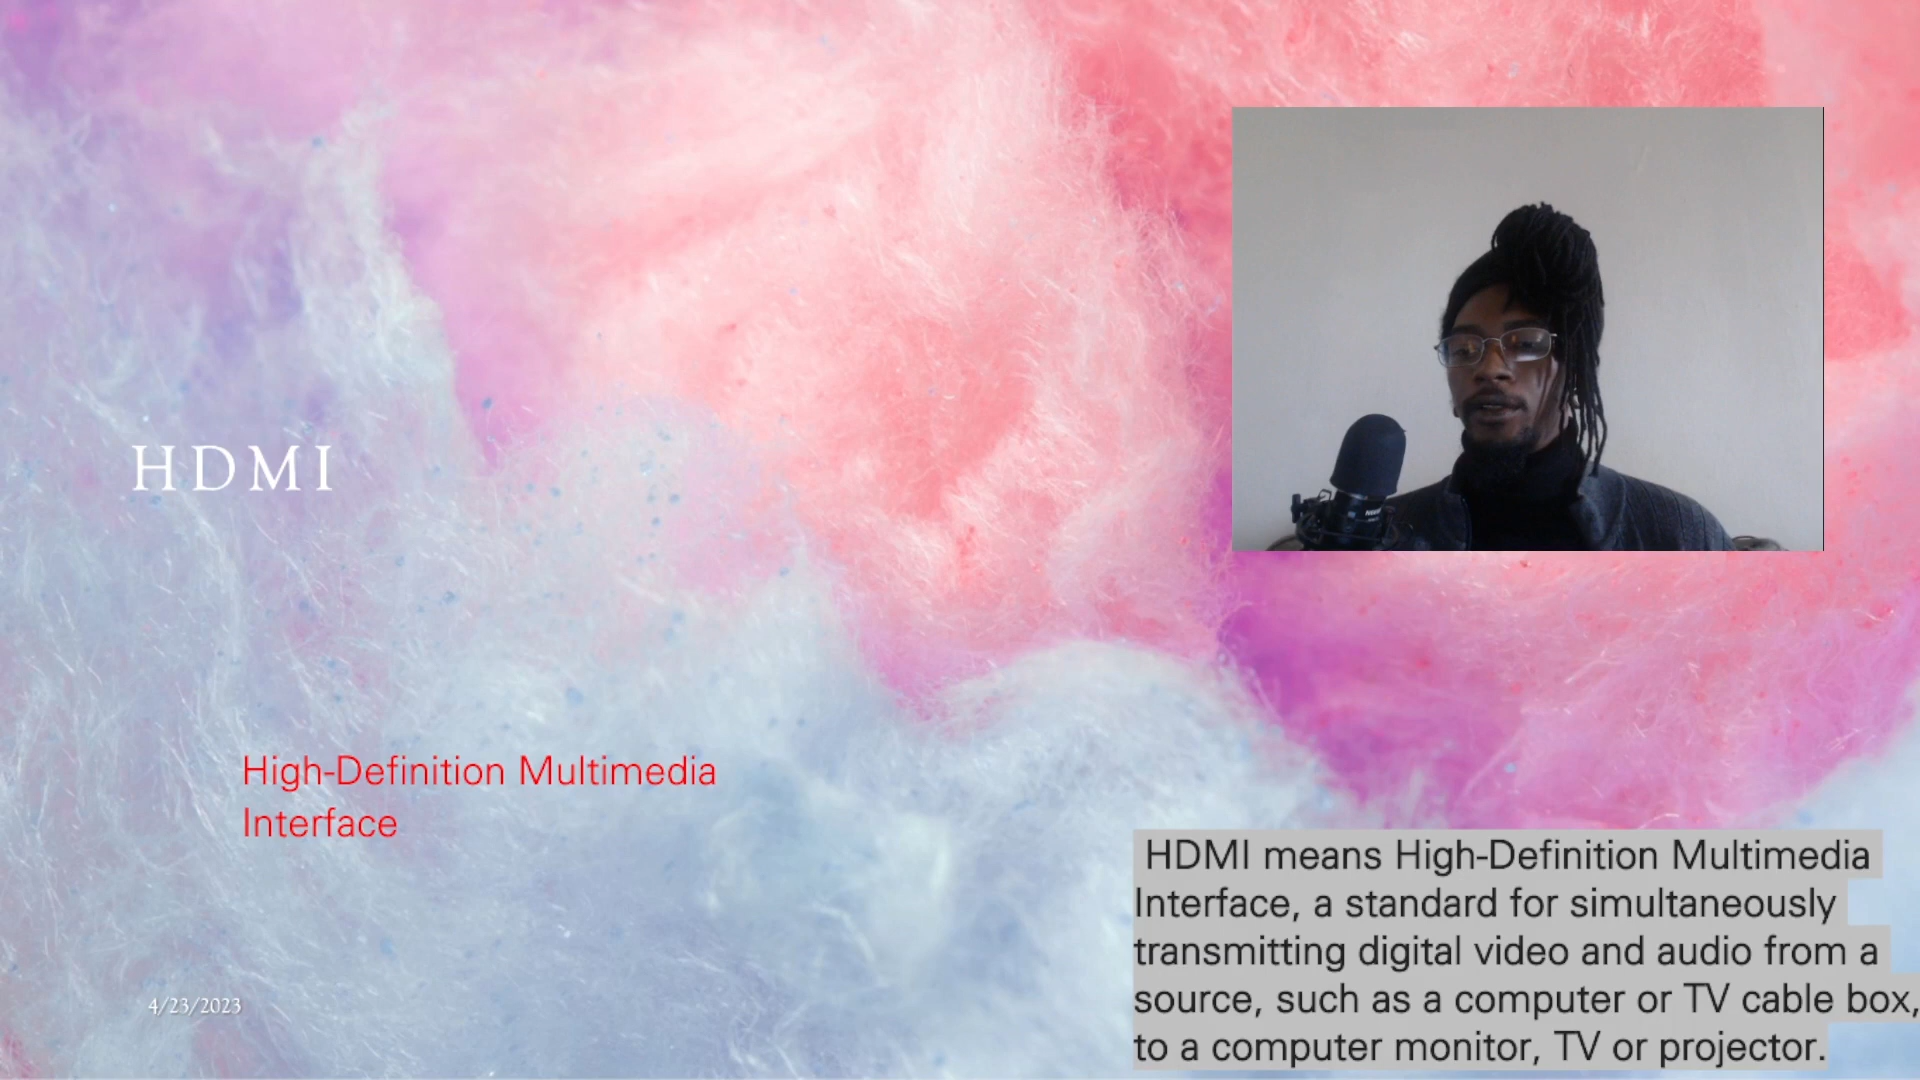 HDMI
High-Definition Multimedia
Interface
HDMI means High-Definition Multimedia
Interface, a standard for simultaneously
transmitting digital video and audio from a
source, such as a computer or TV cable box,
to a computer monitor, TV or projector.
4/23/2023